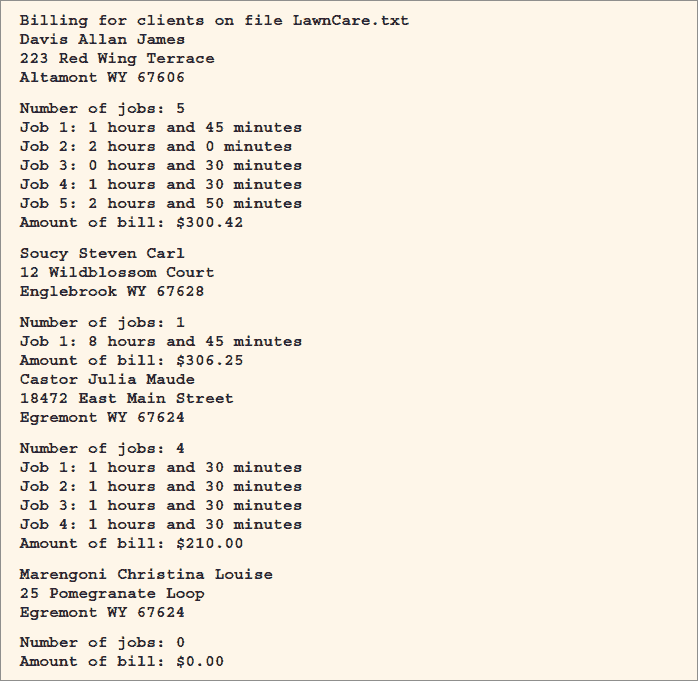 Billing for clients on file LawnCare.txt
Davis Allan James
223 Red Wing Terrace
Altamont WY 67606
Number of jobs: 5
Job 1: 1 hours and 45 minutes
Job 2: 2 hours and 0 minutes
Job 3: 0 hours and 30 minutes
Job 4: 1 hours and 30 minutes
Job 5: 2 hours and 50 minutes
Amount of bill: $300.42
Soucy Steven Carl
12 Wildblossom Court
Englebrook WY 67628
Number of jobs: 1
Job 1: 8 hours and 45 minutes
Amount of bill: $306.25
Castor Julia Maude
18472 East Main Street
Egremont WY 67624
Number of jobs: 4
Job 1: 1 hours and 30 minutes
Job 2: 1 hours and 30 minutes
Job 3: 1 hours and 30 minutes
Job 4: 1 hours and 30 minutes
Amount of bill: $210.00
Marengoni Christina Louise
25 Pomegranate Loop
Egremont WY 67624
Number of jobs: 0
Amount of bill: $0.00